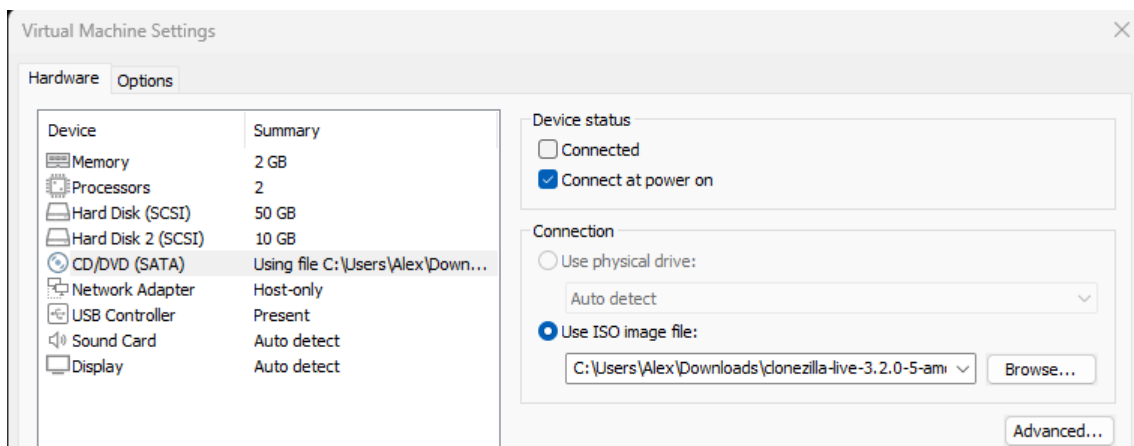 Virtual Machine Settings
Hardware Options
Device Summary
Memory 2 GB
Processors 2
Hard Disk (SCSI) 50 GB
Hard Disk 2 (SCSI) 10 GB
CD/DVD (SATA) Using file C:\Users\Alex\Down...
Network Adapter Host-only
USB Controller Present
Sound Card Auto detect
Display Auto detect
Device status
Connected
Connect at power on
Connection
Use physical drive:
Auto detect
Use ISO image file:
C:\Users\Alex\Downloads\clonezilla-live-3.2.0-5-am Browse...
Advanced...